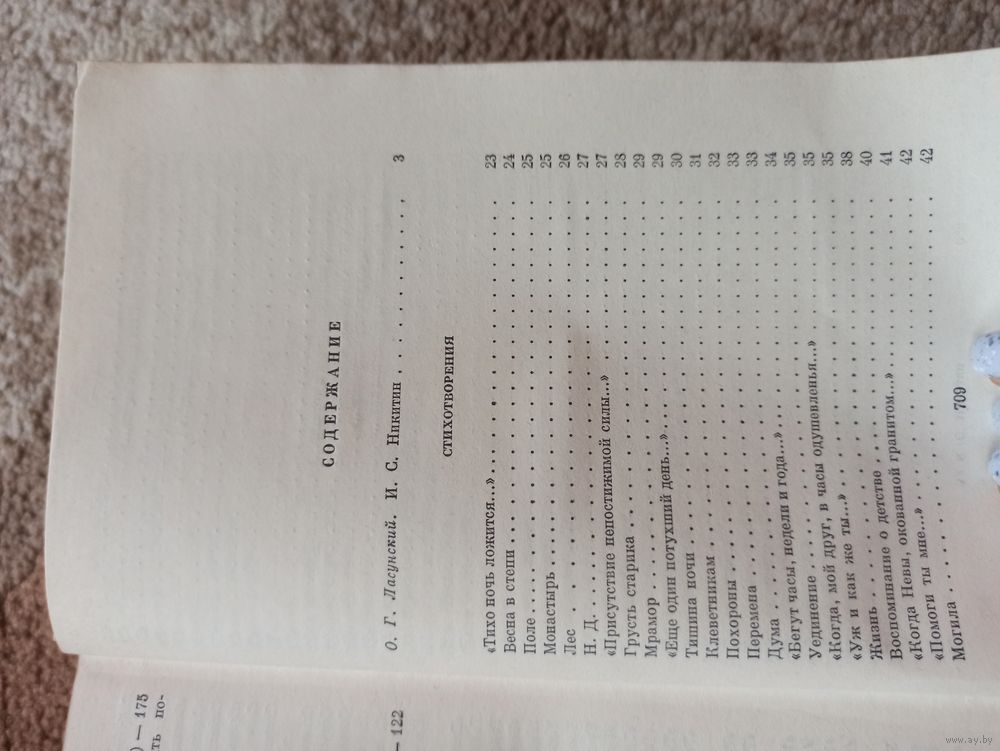 ) — 175
ть по-
— 122
СОДЕРЖАНИЕ
О. Г. Ласунский. И. С. Никитин . . . . . . . . . . 3
СТИХОТВОРЕНИЯ
«Тихо ночь ложится...» . . . . . . . . . . 23
Весна в степи . . . . . . . . . . 24
Поле . . . . . . . . . . 25
Монастырь . . . . . . . . . . 25
Лес . . . . . . . . . . 26
Н. Д. . . . . . . . . . . 27
«Присутствие непостижимой силы...» . . . . . . . . . . 27
Грусть старика . . . . . . . . . . 28
Мрамор . . . . . . . . . . 29
«Еще один потухший день...» . . . . . . . . . . 29
Тишина ночи . . . . . . . . . . 30
Клеветникам . . . . . . . . . . 31
Похороны . . . . . . . . . . 32
Перемена . . . . . . . . . . 33
Дума . . . . . . . . . . 33
«Бегут часы, недели и года...» . . . . . . . . . . 34
Уединение . . . . . . . . . . 35
«Когда, мой друг, в часы одушевленья...» . . . . . . . . . . 35
«Уж и как же ты...» . . . . . . . . . . 35
Жизнь . . . . . . . . . . 38
Воспоминание о детстве . . . . . . . . . . 40
«Когда Невы, окованной гранитом...» . . . . . . . . . . 41
«Помоги ты мне...» . . . . . . . . . . 42
Могила . . . . . . . . . . 42
709
www.ay.by